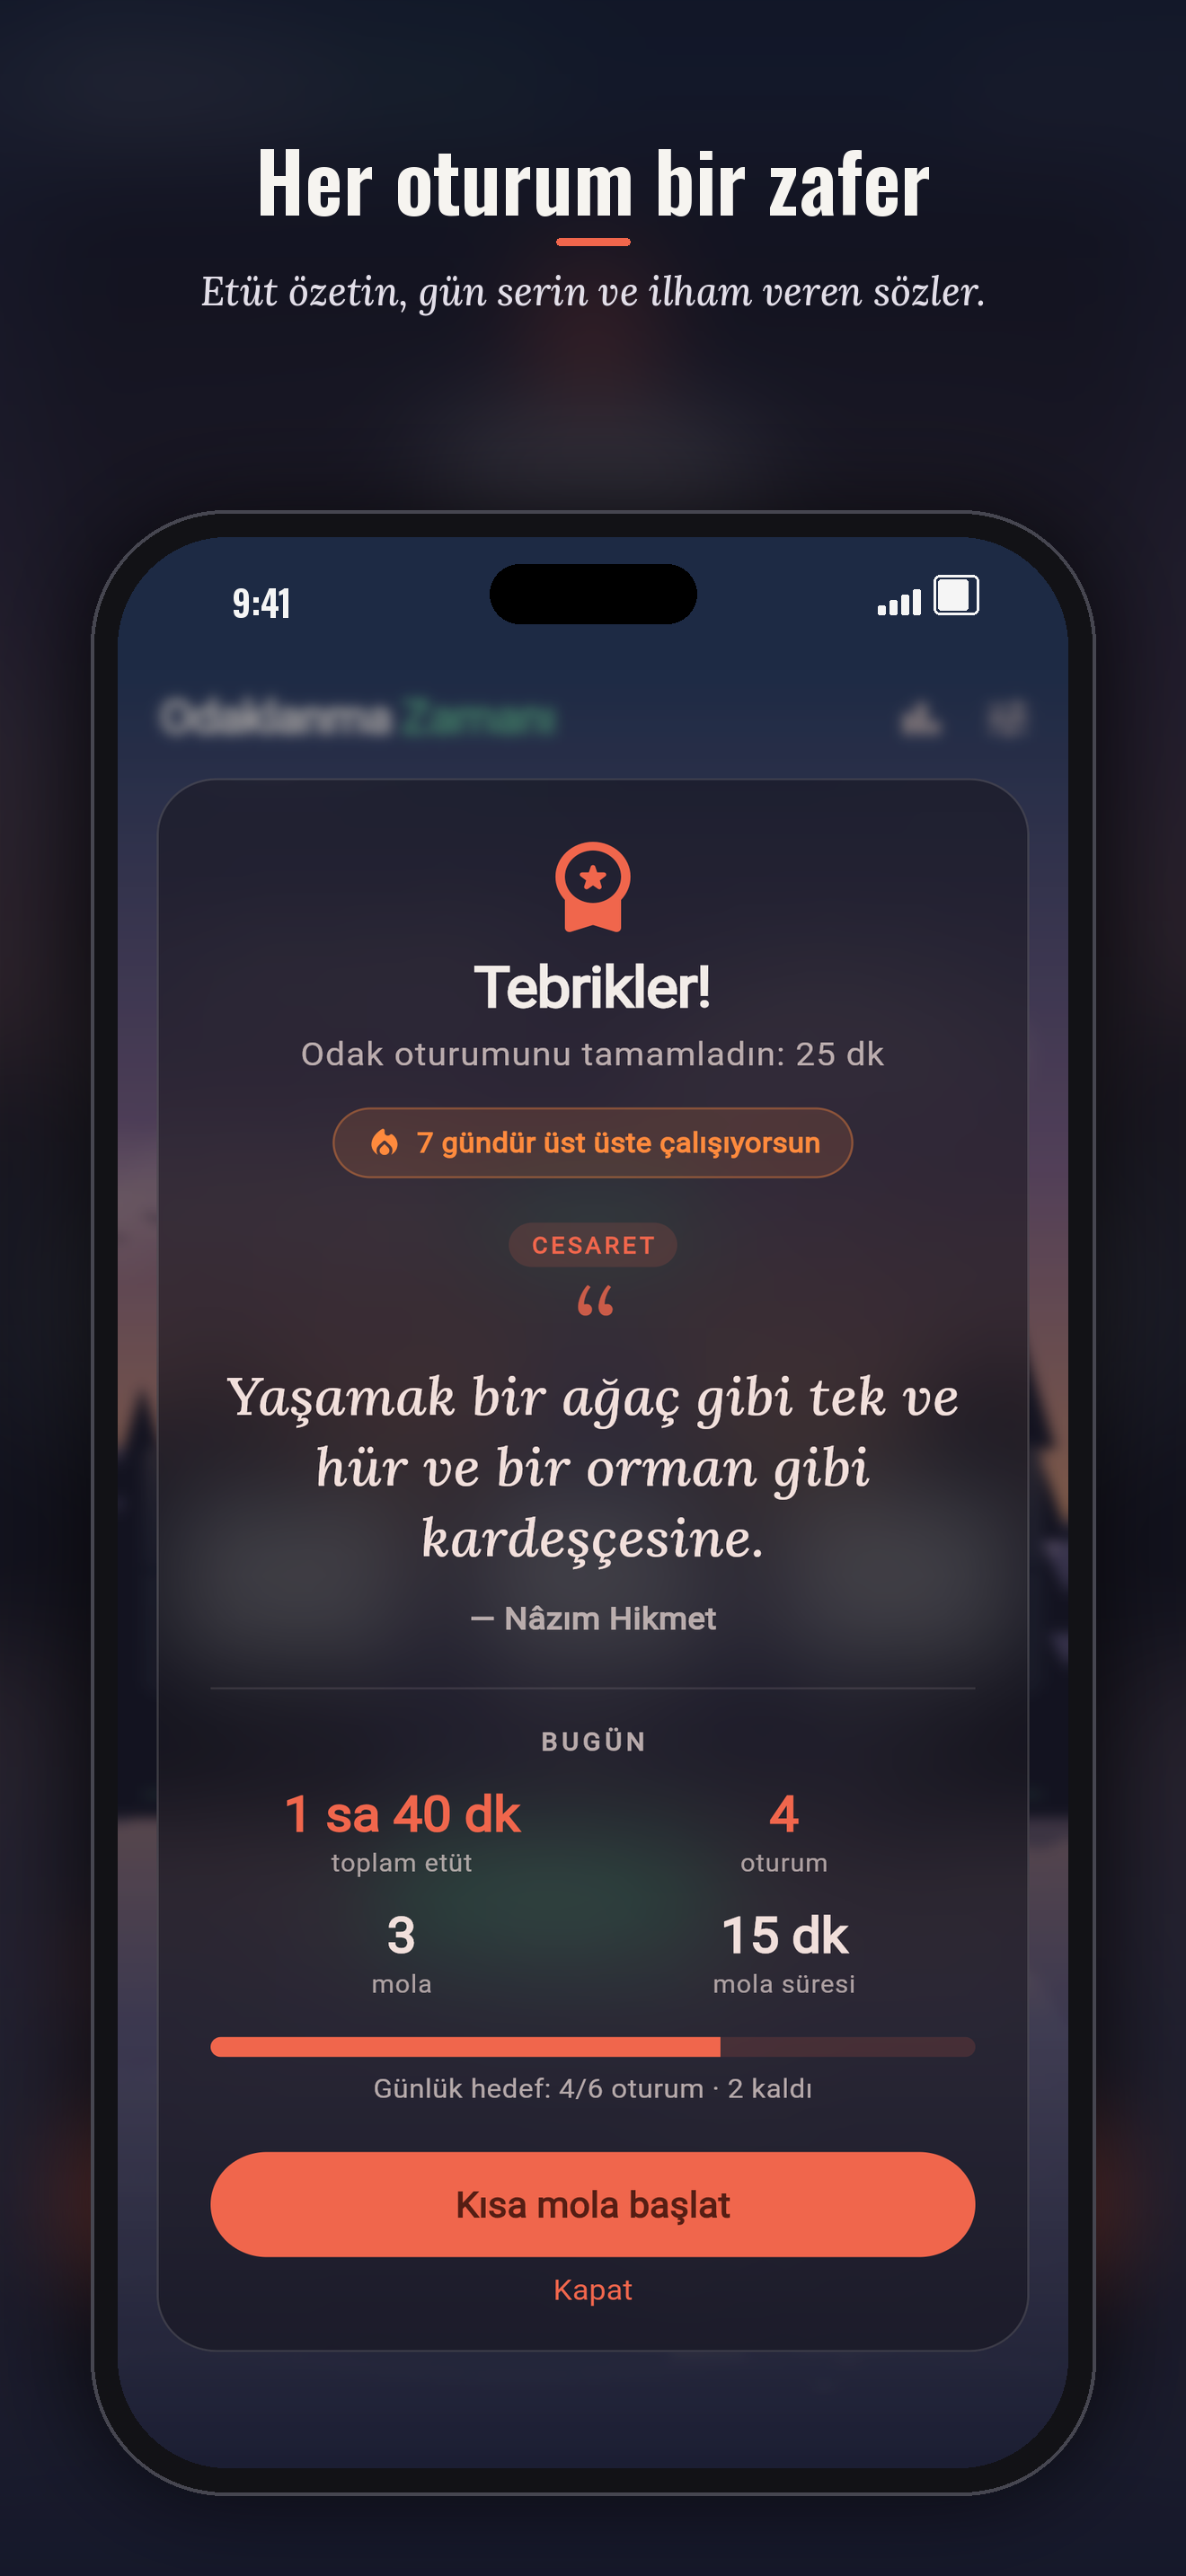 Her oturum bir zafer
Etüt özetin, gün serin ve ilham veren sözler.
9:41
Odaklanma Zamanı
Tebrikler!
Odak oturumunu tamamladın: 25 dk
7 gündür üst üste çalışıyorsun
CESARET
“
Yaşamak bir ağaç gibi tek ve
hür ve bir orman gibi
kardeşçesine.
— Nâzım Hikmet
BUGÜN
1 sa 40 dk 4
toplam etüt oturum
3 15 dk
mola mola süresi
Günlük hedef: 4/6 oturum · 2 kaldı
Kısa mola başlat
Kapat